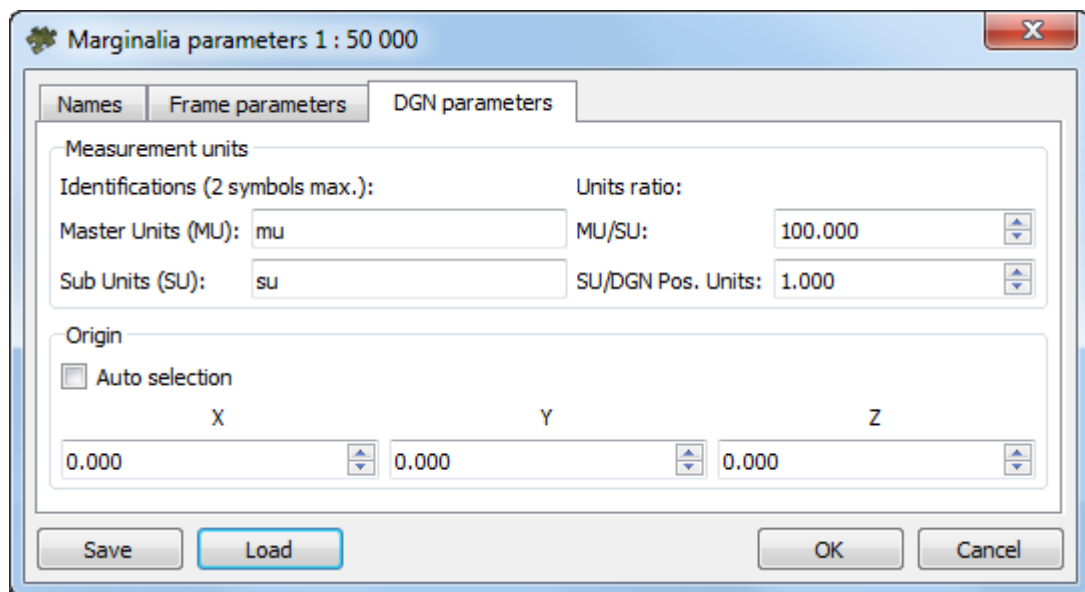 Marginalia parameters 1 : 50 000
Names Frame parameters DGN parameters
Measurement units
Identifications (2 symbols max.): Units ratio:
Master Units (MU): mu MU/SU: 100.000
Sub Units (SU): su SU/DGN Pos. Units: 1.000
Origin
Auto selection
X Y Z
0.000 0.000 0.000
Save Load OK Cancel